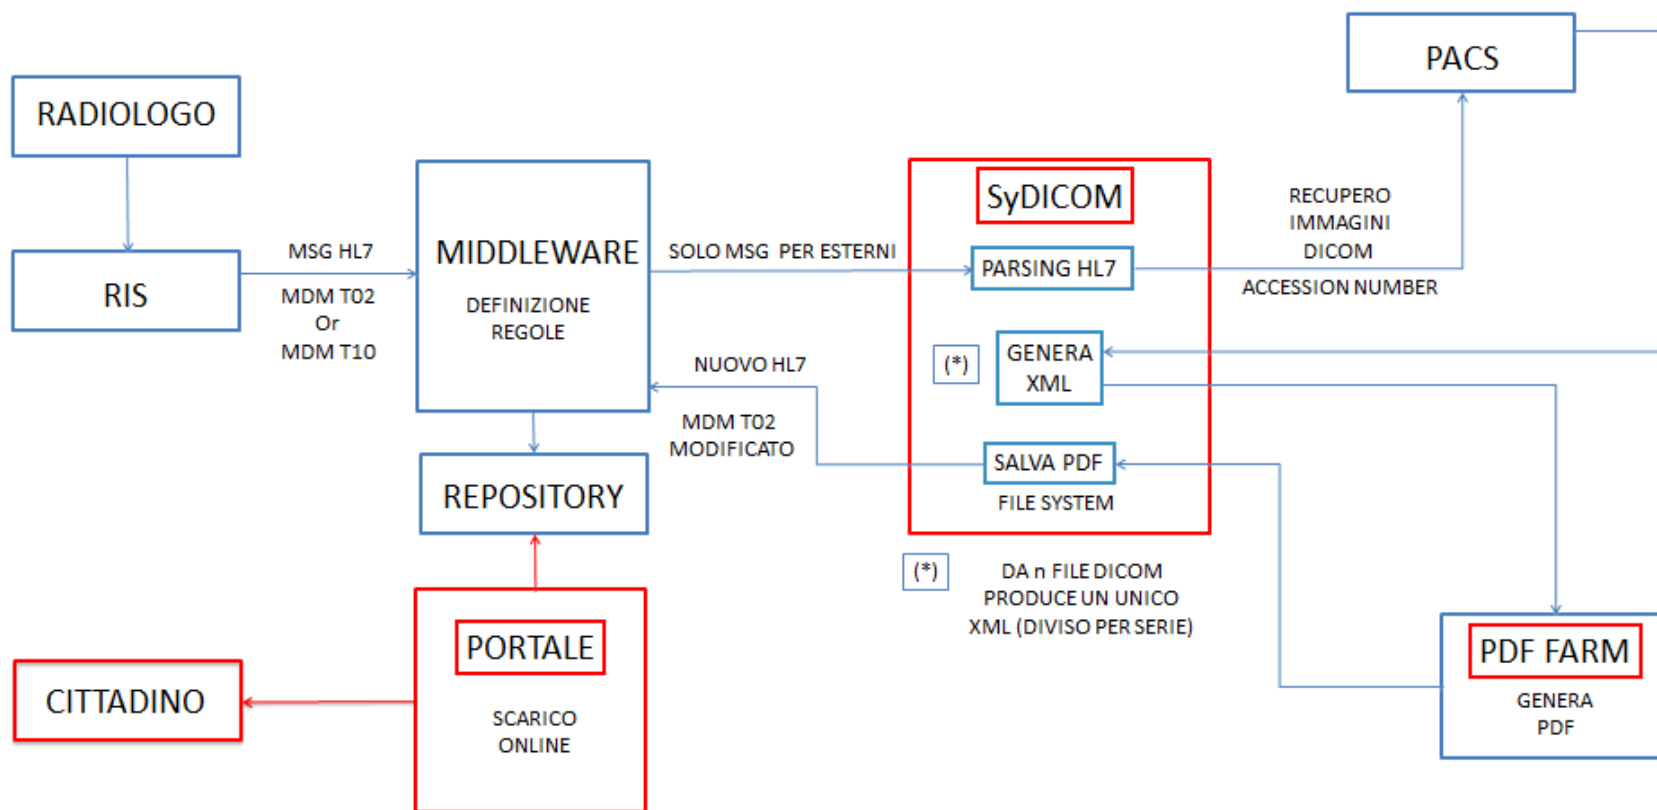 PACS
RADIOLOGO
SyDICOM
RECUPERO
IMMAGINI
DICOM
ACCESSION NUMBER
MSG HL7
MDM T02
Or
MDM T10
RIS
MIDDLEWARE
DEFINIZIONE
REGOLE
SOLO MSG PER ESTERNI
PARSING HL7
(*)
GENERA
XML
NUOVO HL7
MDM T02
MODIFICATO
SALVA PDF
FILE SYSTEM
REPOSITORY
(*)
DA n FILE DICOM
PRODUCE UN UNICO
XML (DIVISO PER SERIE)
PORTALE
SCARICO
ONLINE
CITTADINO
PDF FARM
GENERA
PDF